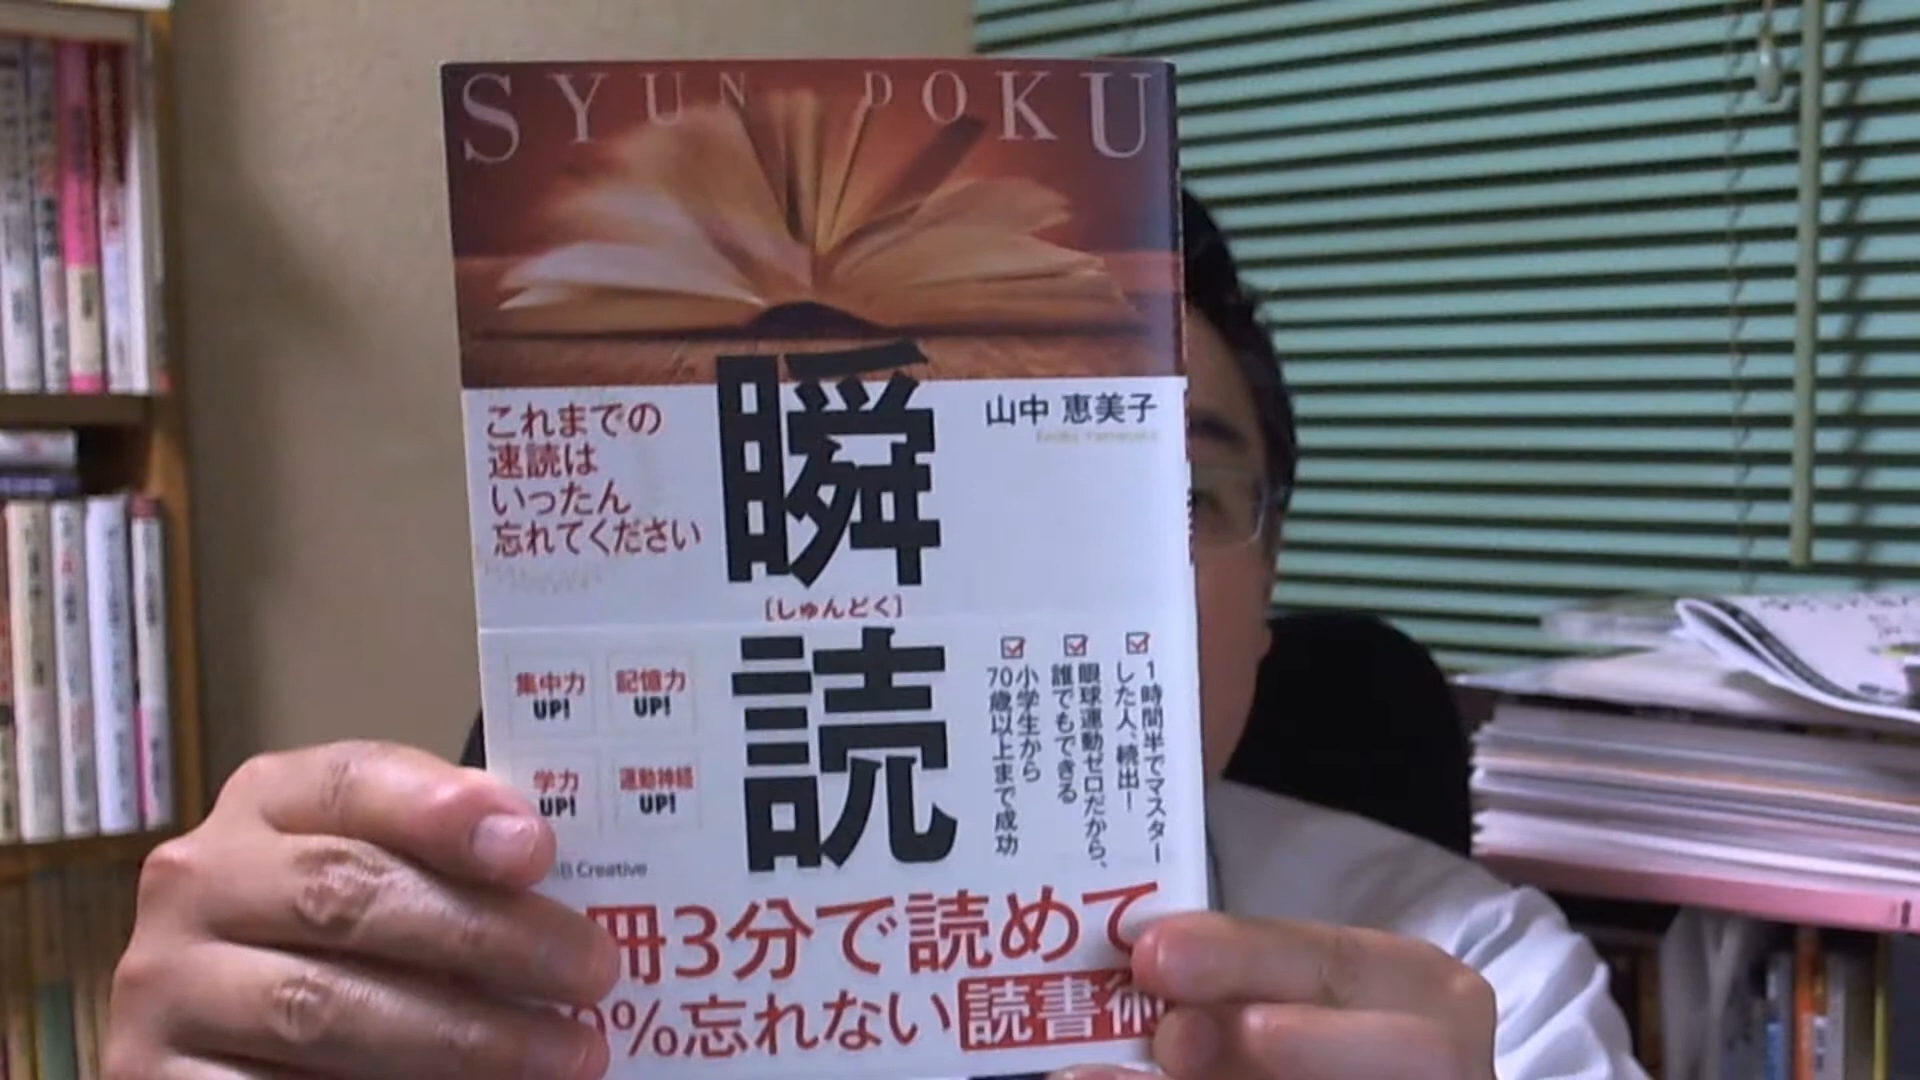 SYUN DOKU
これまでの
速読は
いったん
忘れてください
瞬読
[しゅんどく]
山中 恵美子
集中力
UP!
記憶力
UP!
学力
UP!
運動神経
UP!
1時間半でマスター
した人、続出!
眼球運動ゼロだから、
誰でもできる
小学生から
70歳以上まで成功
Creative
冊3分で読めて
%忘れない読書術